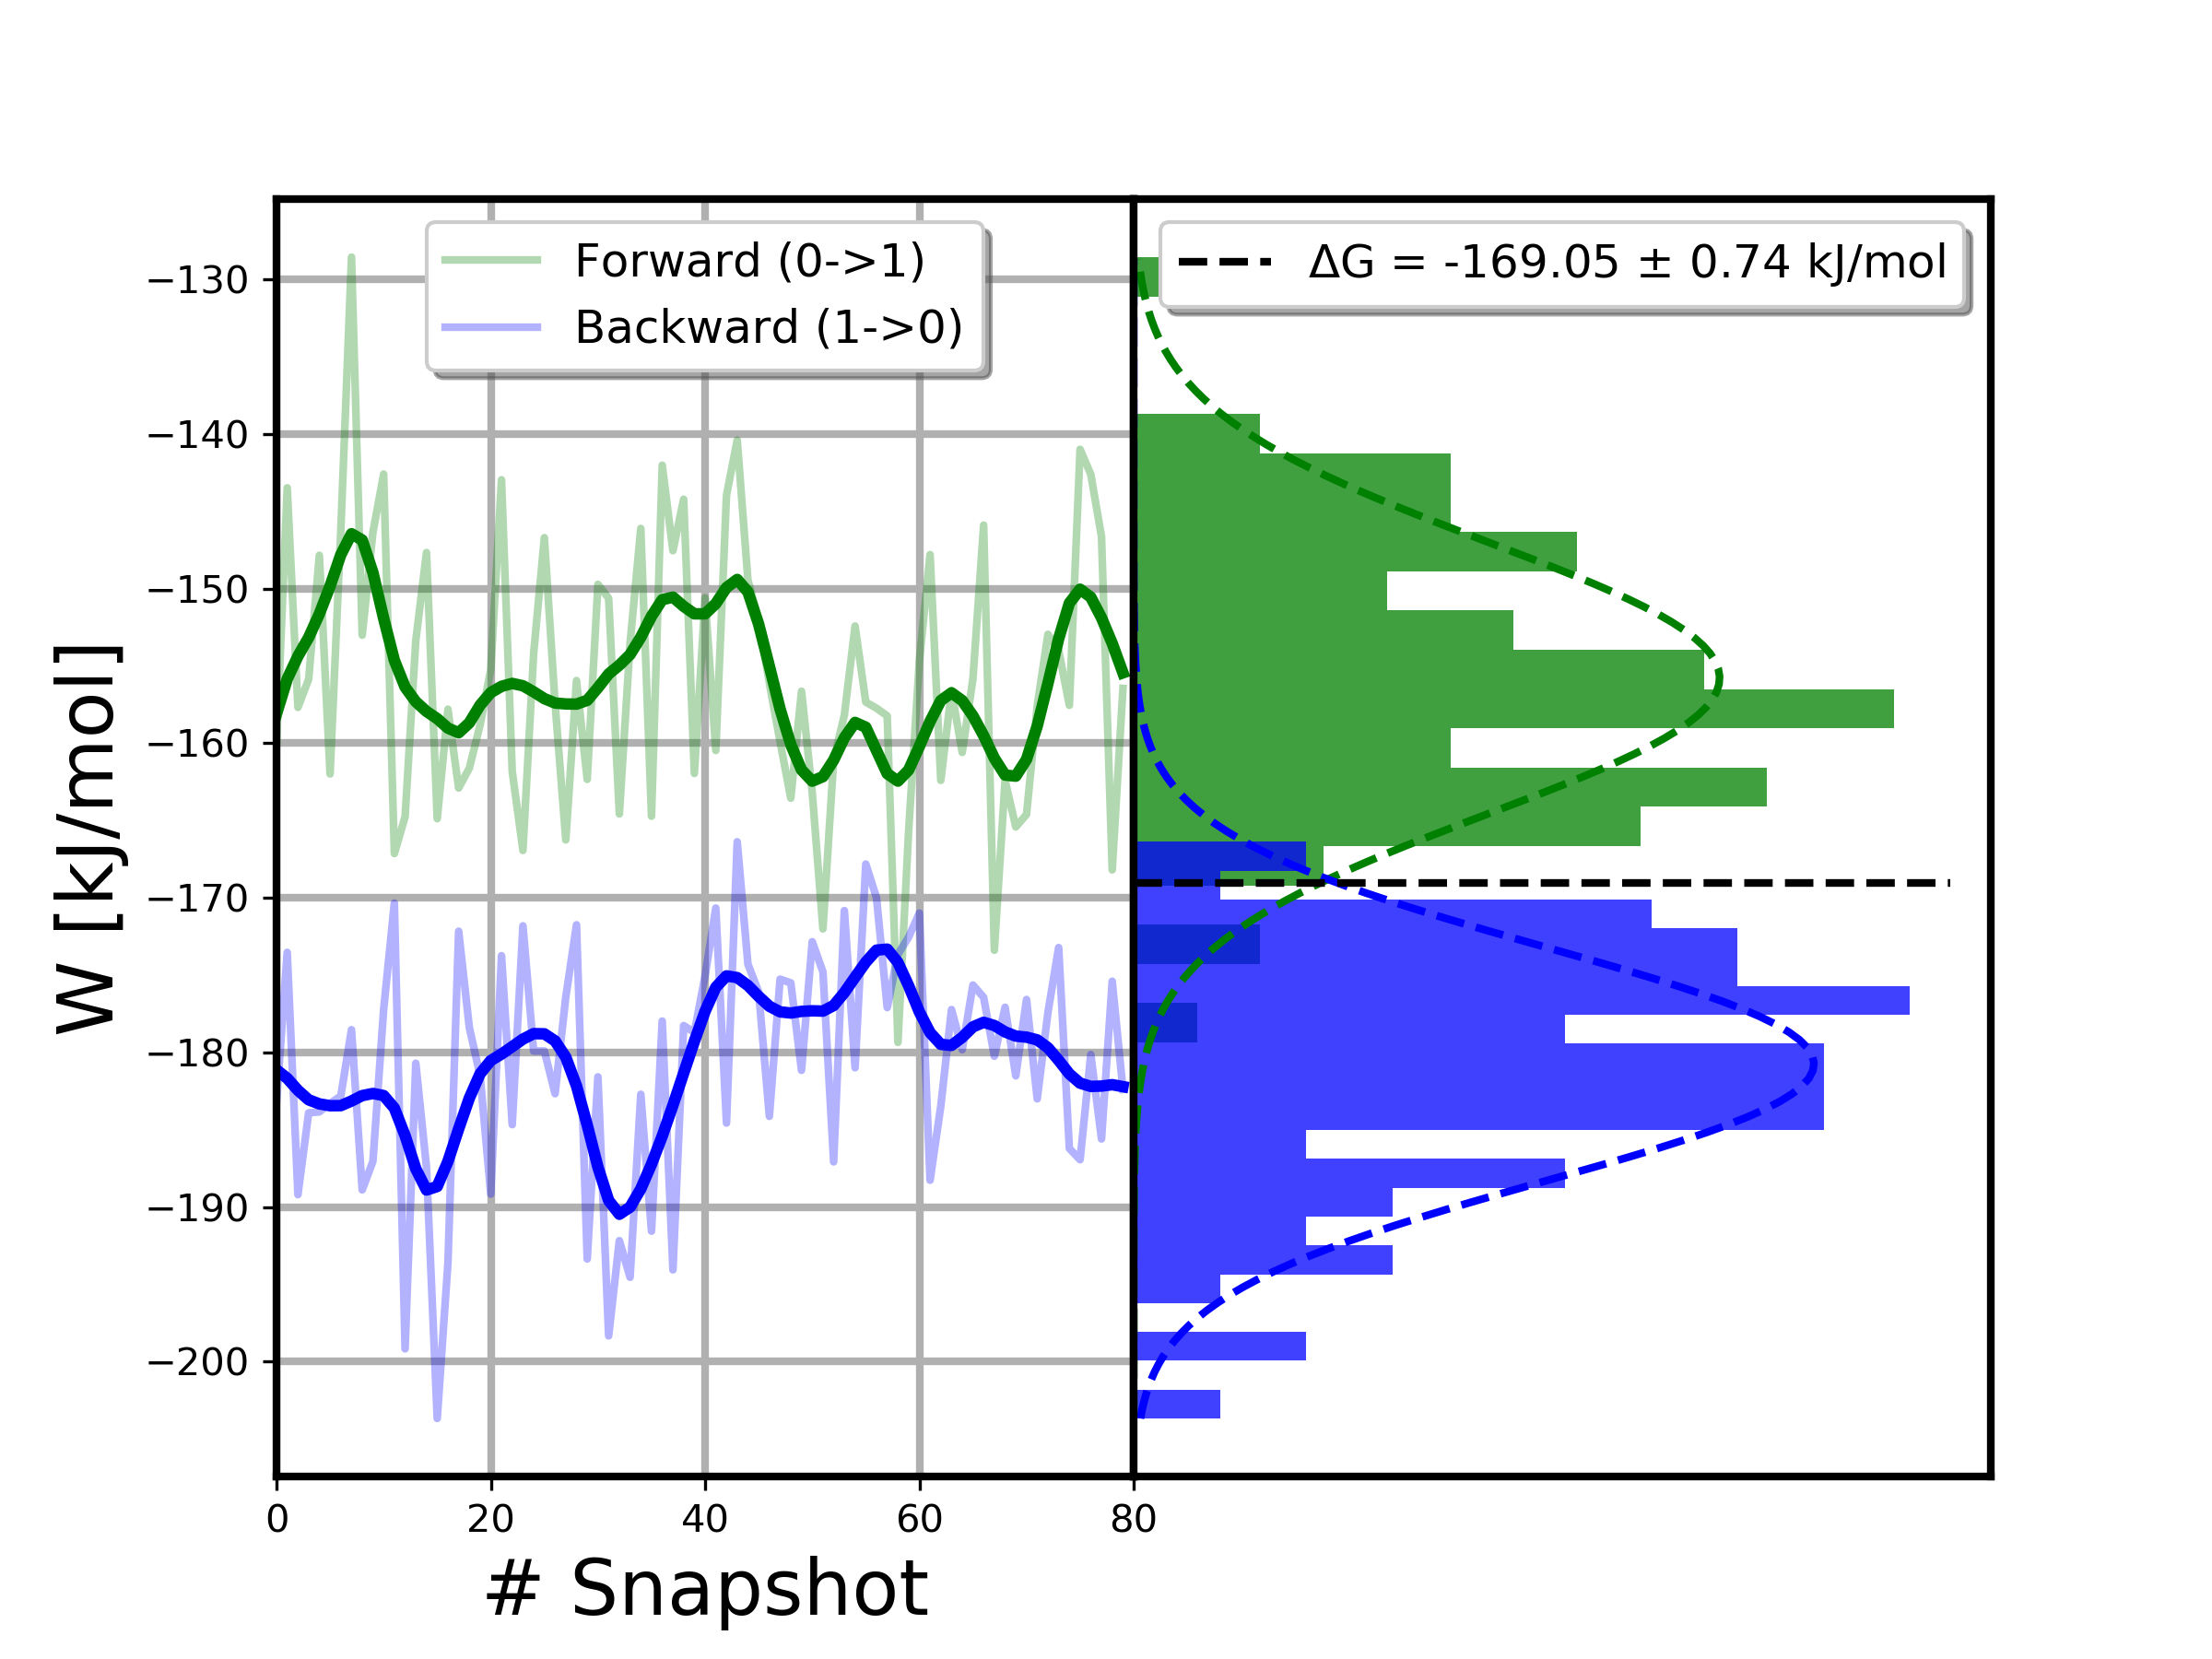 Forward (0->1)
Backward (1->0)
ΔG = -169.05 ± 0.74 kJ/mol
−130
−140
−150
−160
−170
−180
−190
−200
W [kJ/mol]
0 20 40 60 80
# Snapshot